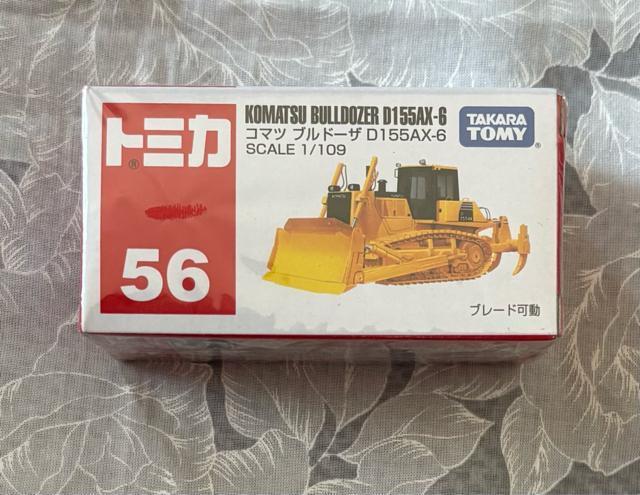 トミカ®
56
KOMATSU BULLDOZER D155AX-6
コマツ ブルドーザ D155AX-6
SCALE 1/109
TAKARA
TOMY®
ブレード可動